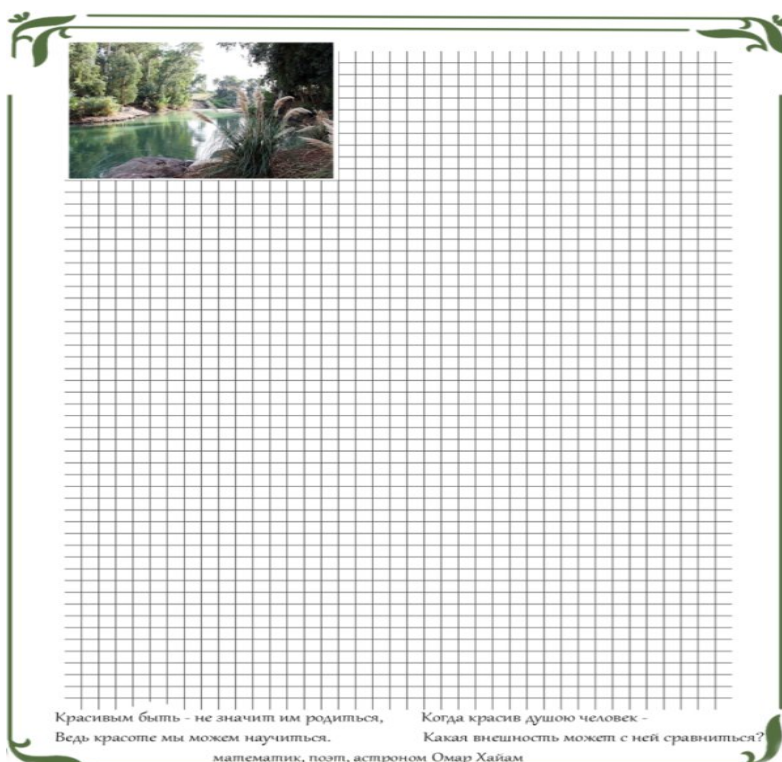 Красивым быть - не значит им родиться,
Ведь красоте мы можем научиться.
Когда красив душою человек -
Какая внешность может с ней сравниться?
математик, поэт, астроном Омар Хайам